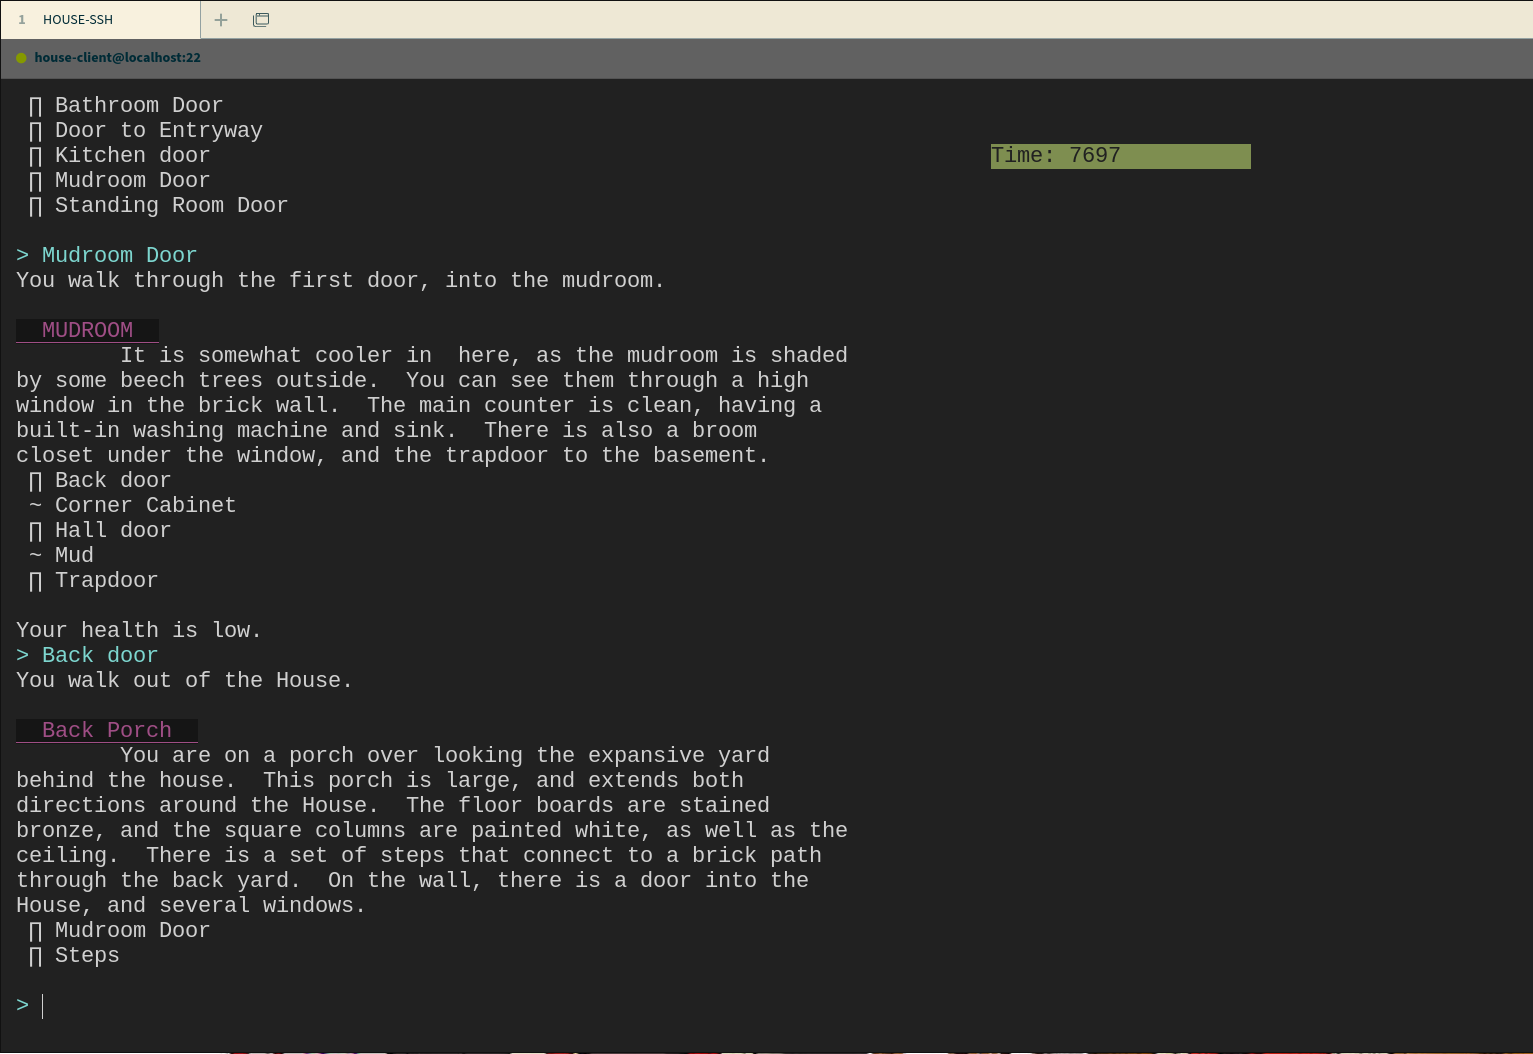 1 HOUSE-SSH
house-client@localhost:22
∏ Bathroom Door
∏ Door to Entryway
∏ Kitchen door
Time: 7697
∏ Mudroom Door
∏ Standing Room Door
> Mudroom Door
You walk through the first door, into the mudroom.
MUDROOM
It is somewhat cooler in  here, as the mudroom is shaded
by some beech trees outside.  You can see them through a high
window in the brick wall.  The main counter is clean, having a
built-in washing machine and sink.  There is also a broom
closet under the window, and the trapdoor to the basement.
∏ Back door
~ Corner Cabinet
∏ Hall door
~ Mud
∏ Trapdoor
Your health is low.
> Back door
You walk out of the House.
Back Porch
You are on a porch over looking the expansive yard
behind the house.  This porch is large, and extends both
directions around the House.  The floor boards are stained
bronze, and the square columns are painted white, as well as the
ceiling.  There is a set of steps that connect to a brick path
through the back yard.  On the wall, there is a door into the
House, and several windows.
∏ Mudroom Door
∏ Steps
>